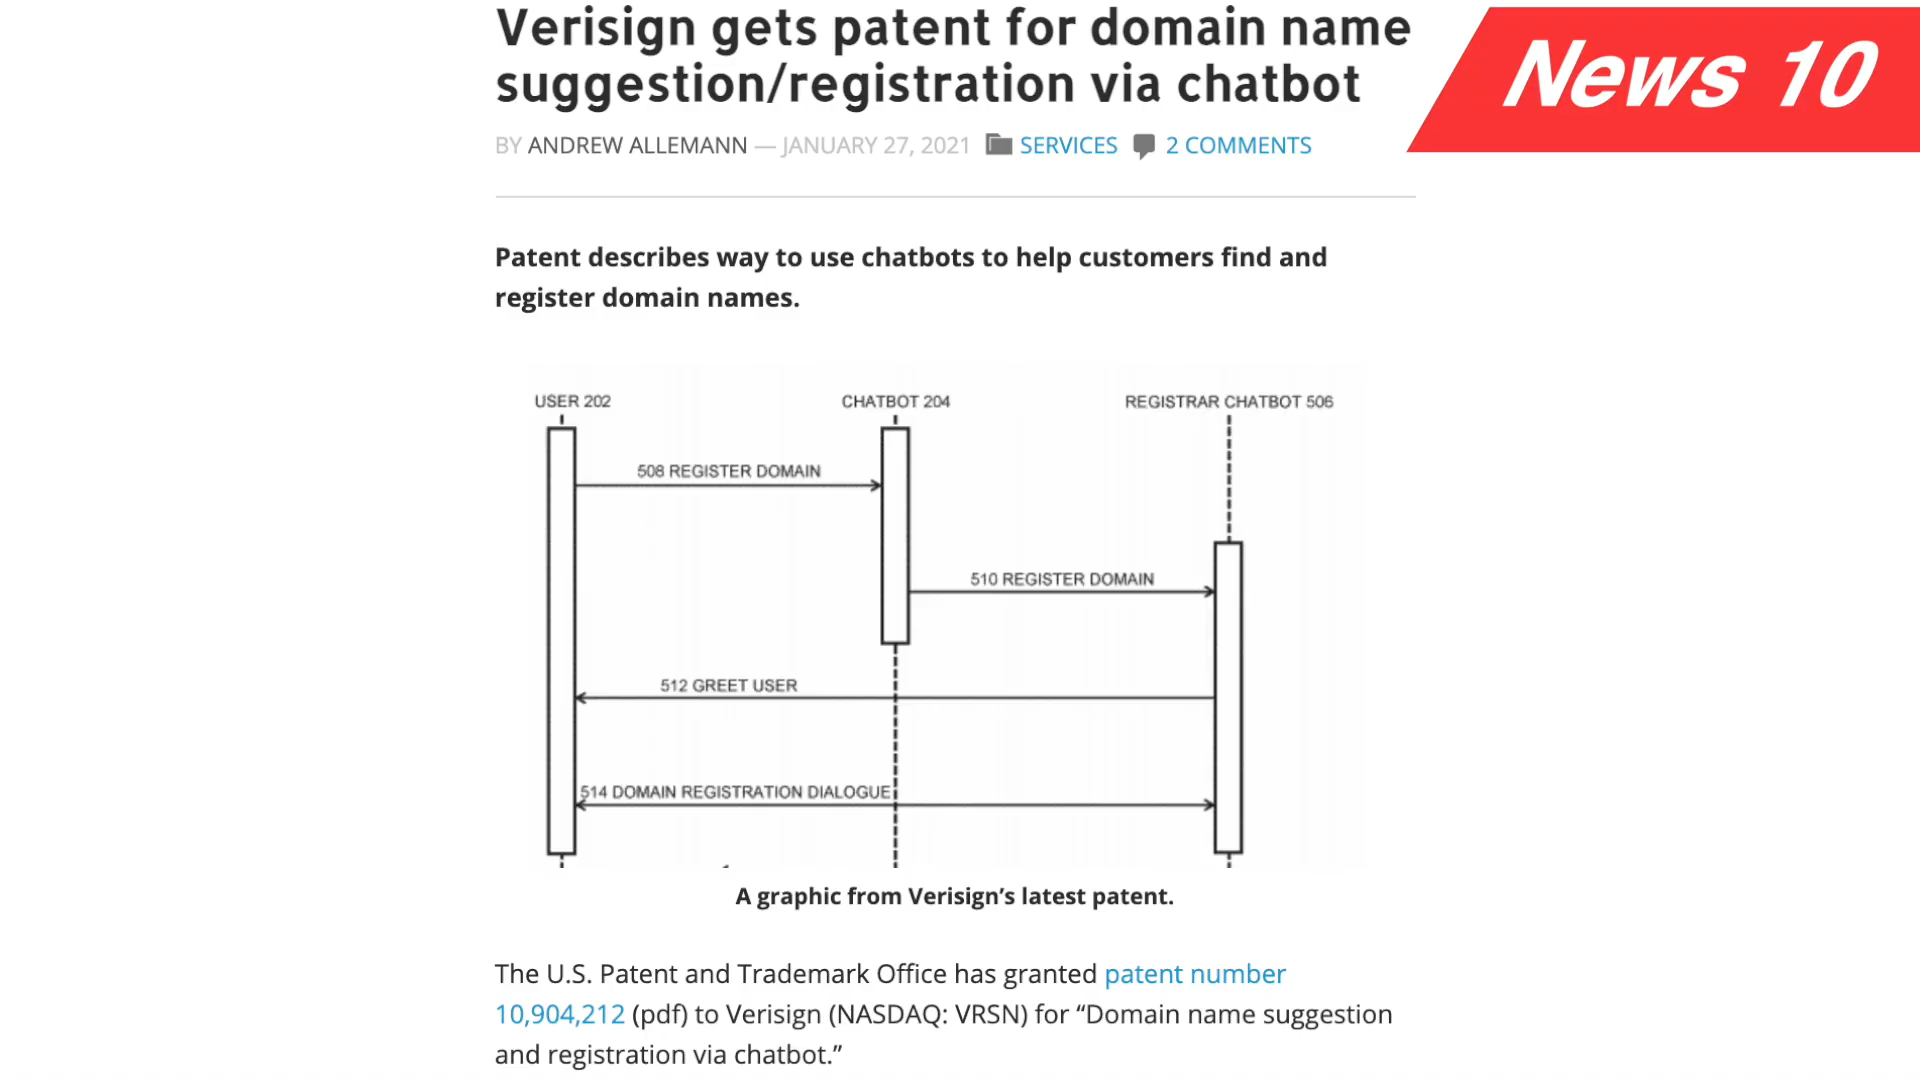 Verisign gets patent for domain name
suggestion/registration via chatbot
News 10
BY ANDREW ALLEMANN — JANUARY 27, 2021 SERVICES 2 COMMENTS
Patent describes way to use chatbots to help customers find and
register domain names.
USER 202 CHATBOT 204 REGISTRAR CHATBOT 506
508 REGISTER DOMAIN
510 REGISTER DOMAIN
512 GREET USER
514 DOMAIN REGISTRATION DIALOGUE
A graphic from Verisign’s latest patent.
The U.S. Patent and Trademark Office has granted patent number
10,904,212 (pdf) to Verisign (NASDAQ: VRSN) for “Domain name suggestion
and registration via chatbot.”